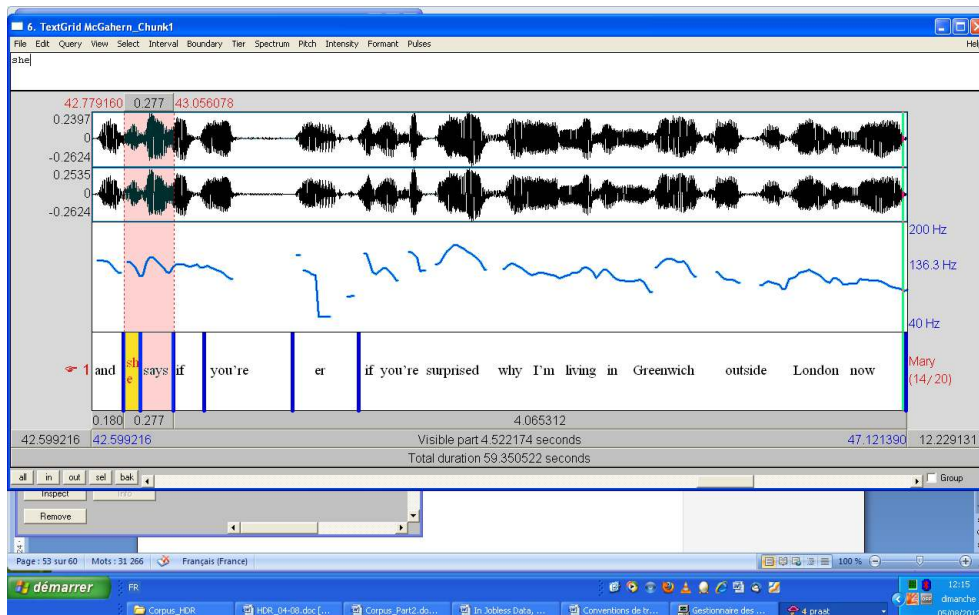 6. TextGrid McGahern_Chunk1
File Edit Query View Select Interval Boundary Tier Spectrum Pitch Intensity Formant Pulses Hel
she
42.779160 0.277 43.056078
0.2397
0
-0.2624
0.2535
0
-0.2624
200 Hz
136.3 Hz
40 Hz
1 and she says if you're er if you're surprised why I'm living in Greenwich outside London now
Mary
(14/20)
0.180 0.277 4.065312
42.599216 42.599216 Visible part 4.522174 seconds 47.121390 12.229131
Total duration 59.350522 seconds
all in out sel bak Group
Inspect Info
Remove
24
Page : 53 sur 60 Mots : 31 266 Français (France) 100 %
démarrer FR 12:15
dimanche
Corpus_HDR HDR_04-08.doc [... Corpus_Part2.do... In Jobless Data, ... Conventions de tr... Gestionnaire des ... 4 praat